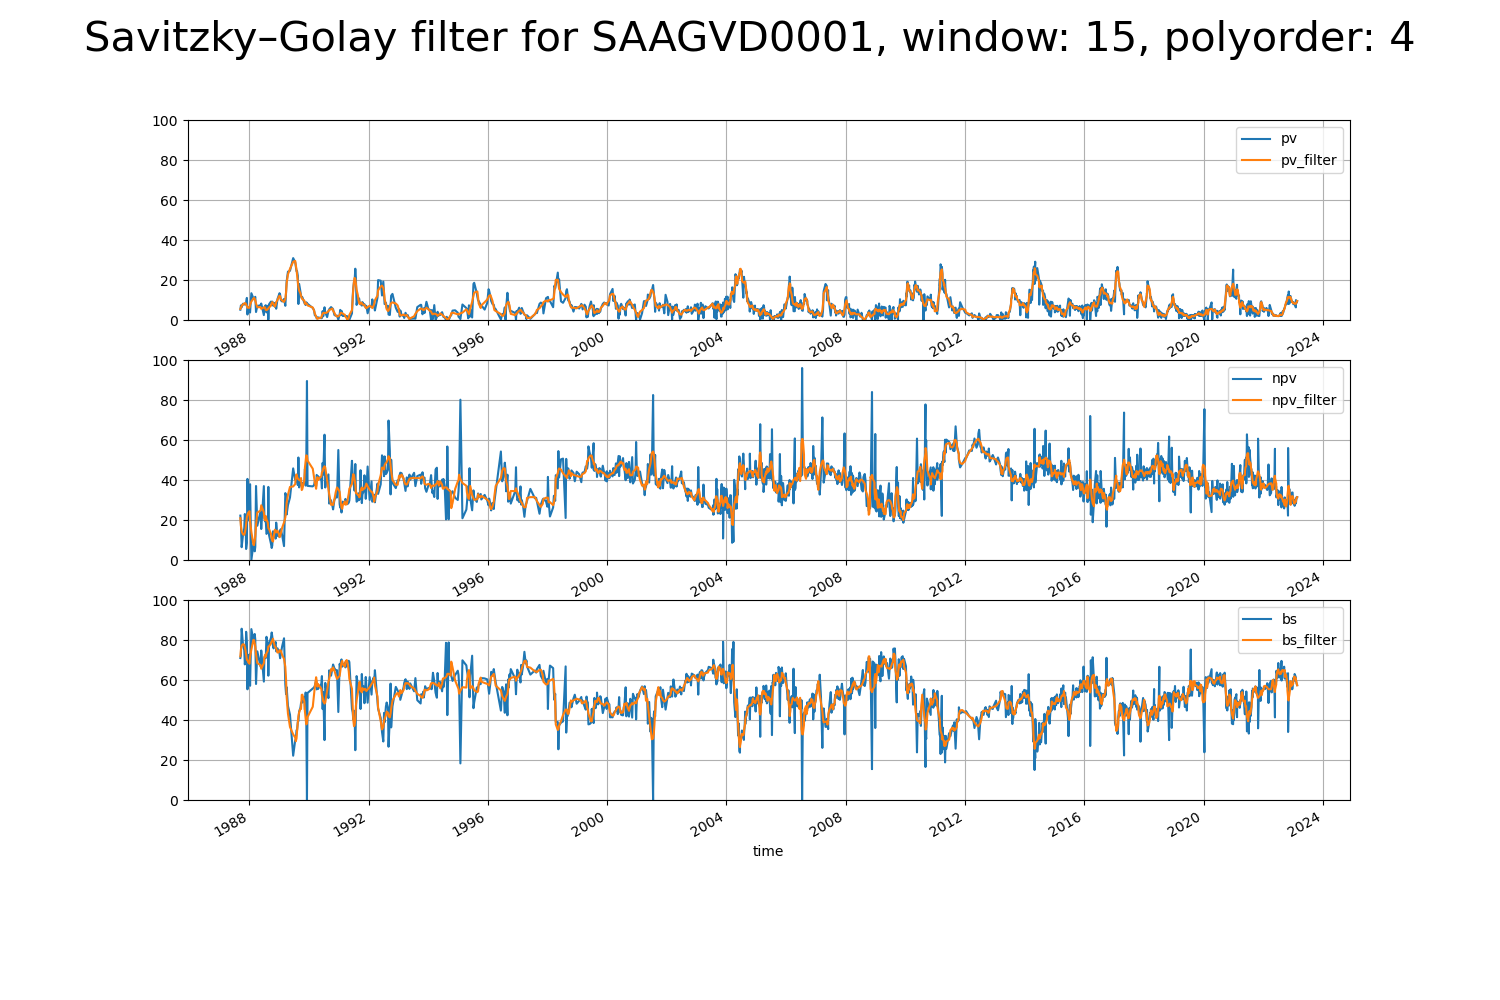 Savitzky–Golay filter for SAAGVD0001, window: 15, polyorder: 4
100
80
60
40
20
0
pv
pv_filter
1988 1992 1996 2000 2004 2008 2012 2016 2020 2024
100
80
60
40
20
0
npv
npv_filter
1988 1992 1996 2000 2004 2008 2012 2016 2020 2024
100
80
60
40
20
0
bs
bs_filter
1988 1992 1996 2000 2004 2008 2012 2016 2020 2024
time